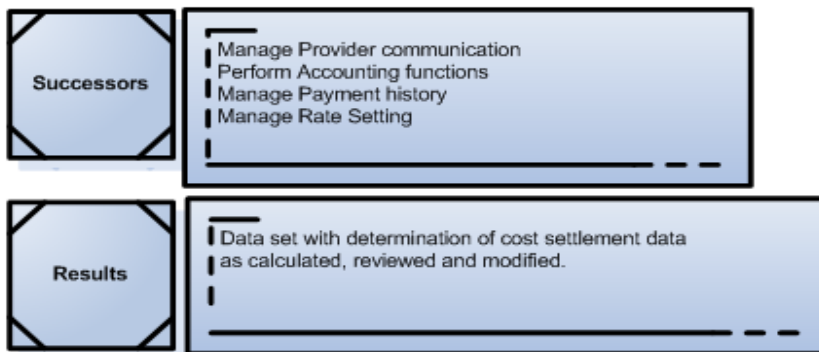 Successors
Manage Provider communication
Perform Accounting functions
Manage Payment history
Manage Rate Setting
Results
Data set with determination of cost settlement data
as calculated, reviewed and modified.